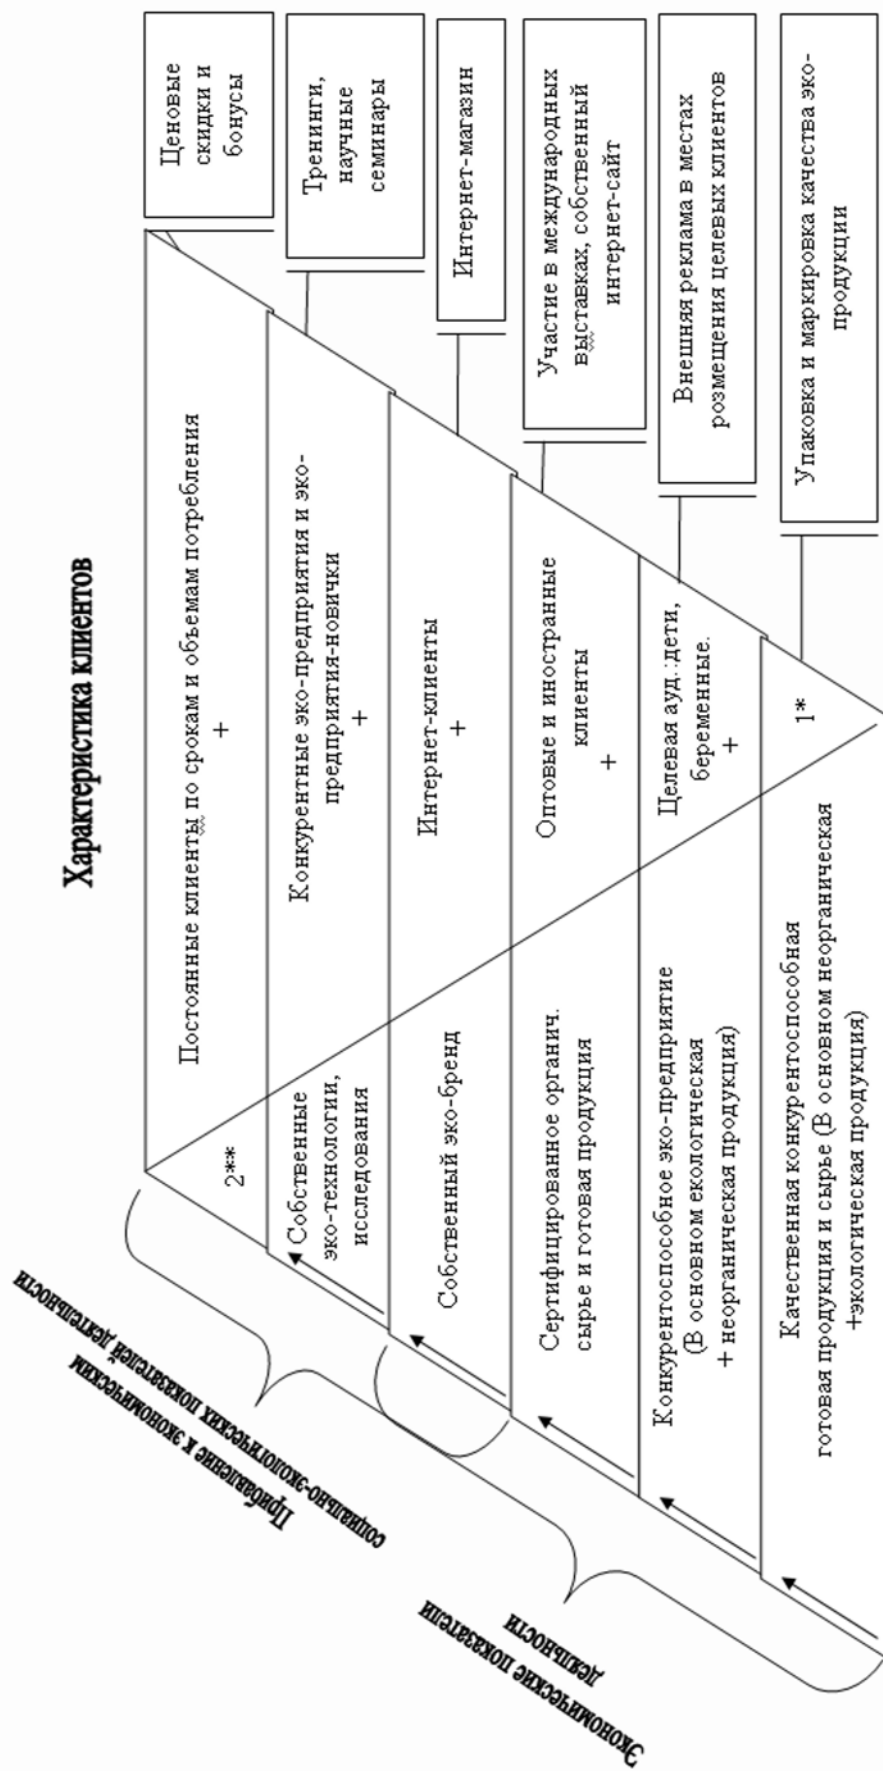 Характеристика клиентов
Постоянные клиенты по срокам и объемам потребления
+
Ценовые
скидки и
бонусы
2**
Конкурентные эко-предприятия и эко-
предприятия-новички
+
Тренинги,
научные
семинары
Собственные
эко-технологии,
исследования
Интернет-клиенты
+
Интернет-магазин
Собственный эко-бренд
Оптовые и иностранные
клиенты
+
Участие в международных
выставках, собственный
интернет-сайт
Сертифицированное органич.
сырье и готовая продукция
Целевая ауд.:дети,
беременные.
+
Внешняя реклама в местах
розмещения целевых клиентов
Конкурентоспособное эко-предприятие
(В основном екологическая
+ неорганическая продукция)
1*
Упаковка и маркировка качества эко-
продукции
Качественная конкурентоспособная
готовая продукция и сырье (В основном неорганическая
+экологическая продукция)
Прибавление к экономическим
социально-экологических показателей деятельности
Экономические показатели
деяльности